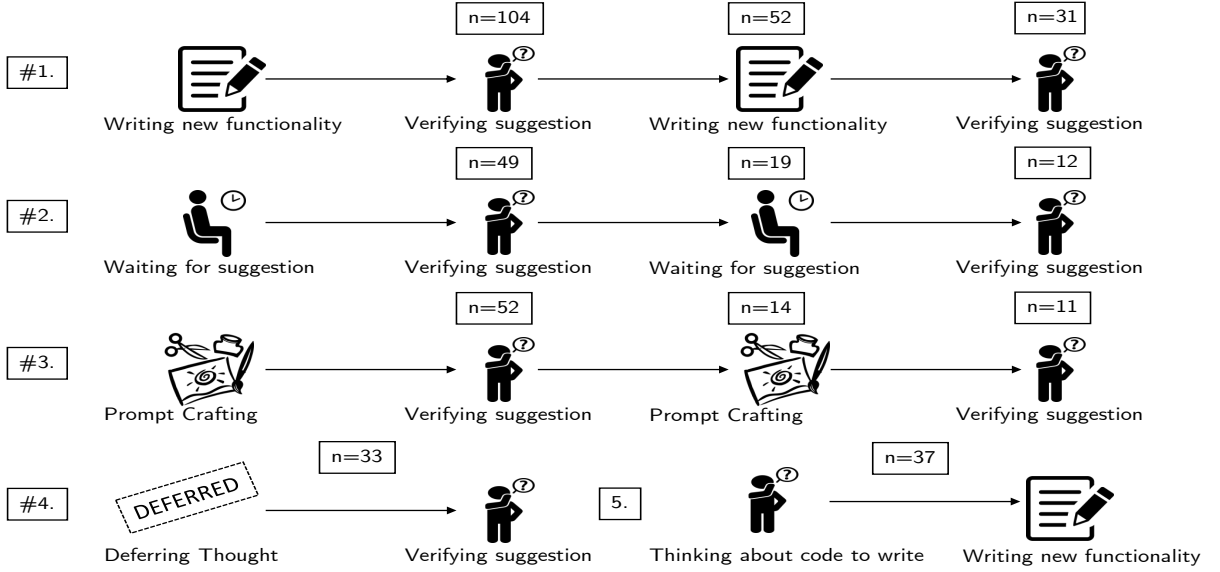 n=104 n=52 n=31
#1.
Writing new functionality Verifying suggestion Writing new functionality Verifying suggestion
n=49 n=19 n=12
#2.
Waiting for suggestion Verifying suggestion Waiting for suggestion Verifying suggestion
n=52 n=14 n=11
#3.
Prompt Crafting Verifying suggestion Prompt Crafting Verifying suggestion
n=33 n=37
#4. DEFERRED 5.
Deferring Thought Verifying suggestion Thinking about code to write Writing new functionality